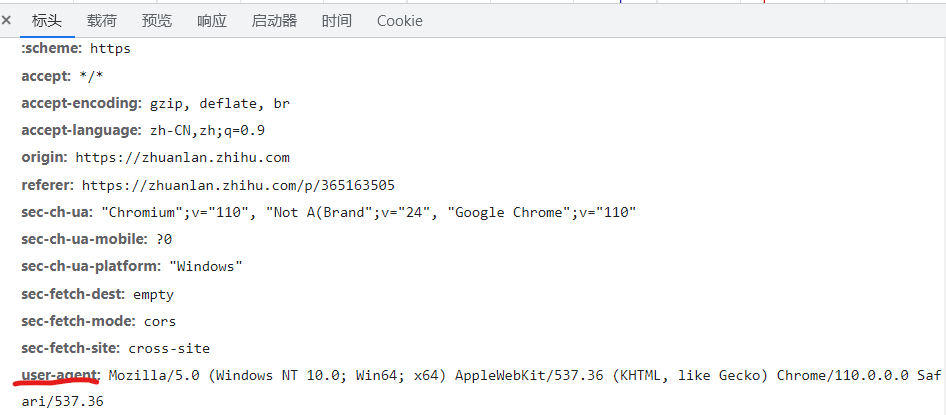 × 标头 载荷 预览 响应 启动器 时间 Cookie
:scheme: https
accept: */*
accept-encoding: gzip, deflate, br
accept-language: zh-CN,zh;q=0.9
origin: https://zhuanlan.zhihu.com
referer: https://zhuanlan.zhihu.com/p/365163505
sec-ch-ua: "Chromium";v="110", "Not A(Brand";v="24", "Google Chrome";v="110"
sec-ch-ua-mobile: ?0
sec-ch-ua-platform: "Windows"
sec-fetch-dest: empty
sec-fetch-mode: cors
sec-fetch-site: cross-site
user-agent: Mozilla/5.0 (Windows NT 10.0; Win64; x64) AppleWebKit/537.36 (KHTML, like Gecko) Chrome/110.0.0.0 Saf
ari/537.36